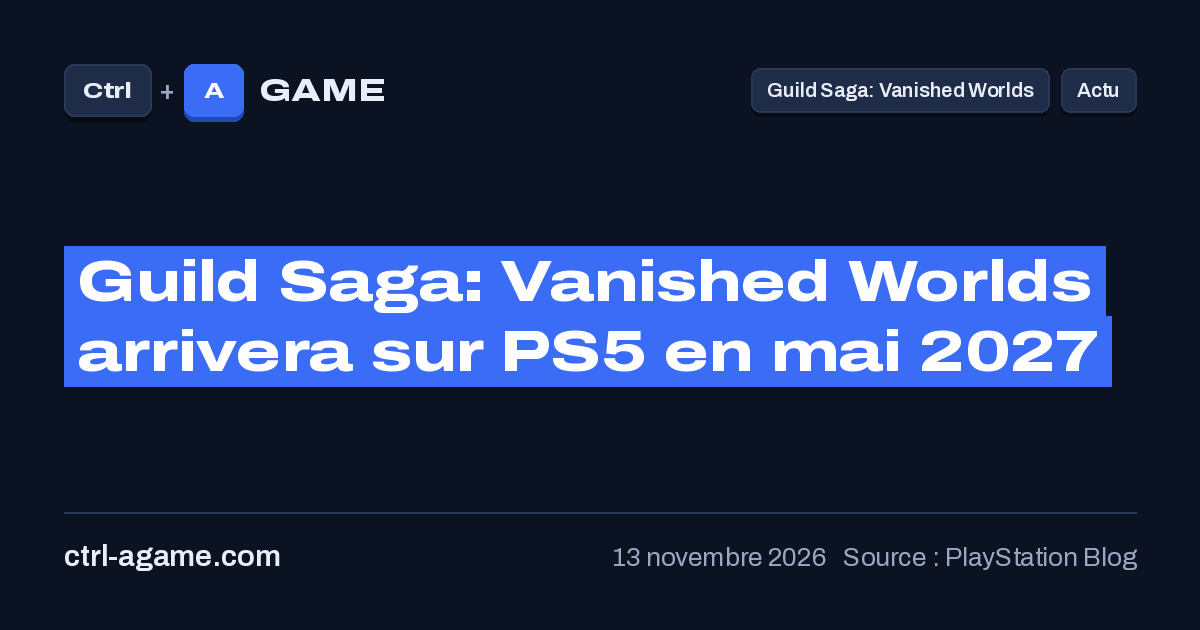 Ctrl + A GAME
Guild Saga: Vanished Worlds
Actu
Guild Saga: Vanished Worlds
arrivera sur PS5 en mai 2027
ctrl-agame.com
13 novembre 2026 Source : PlayStation Blog